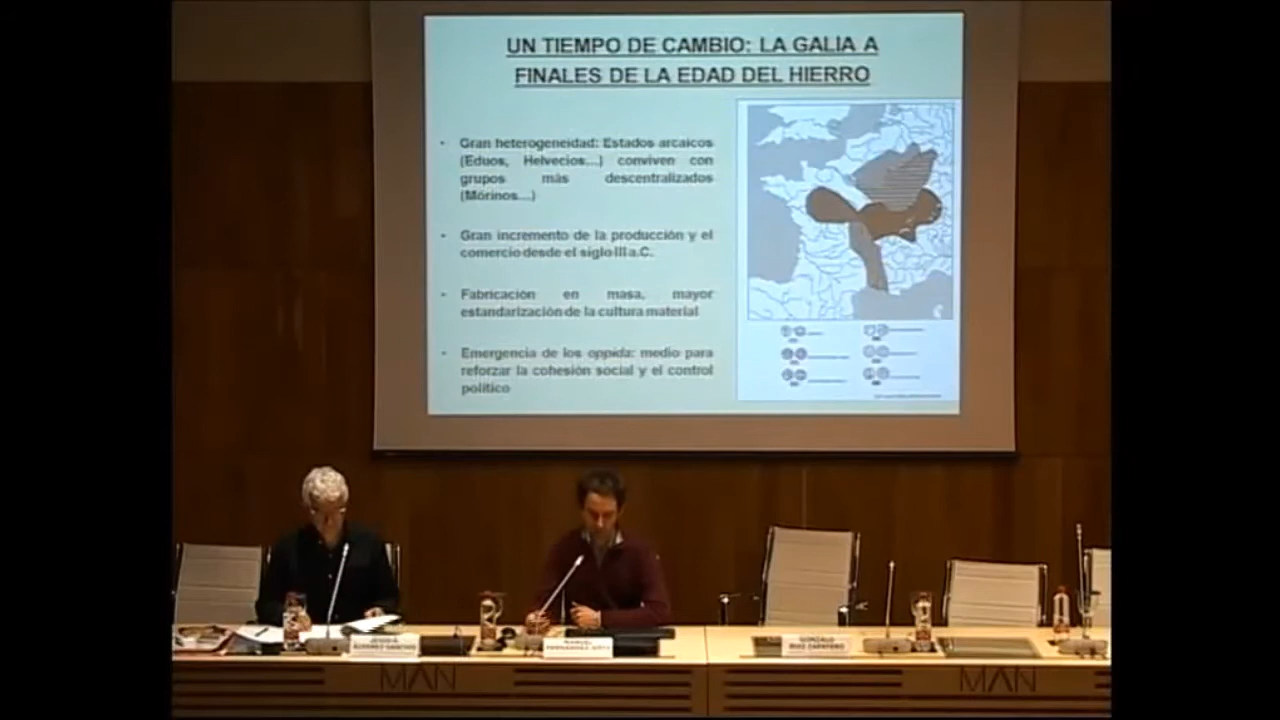 UN TIEMPO DE CAMBIO: LA GALIA A
FINALES DE LA EDAD DEL HIERRO
• Gran heterogeneidad: Estados arcaicos
(Eduos, Helvecios...) conviven con
grupos más descentralizados
(Mórinos...)
• Gran incremento de la producción y el
comercio desde el siglo III a.C.
• Fabricación en masa, mayor
estandarización de la cultura material
• Emergencia de los oppida: medio para
reforzar la cohesión social y el control
político
MANUEL
GONZALO
MAN
MAN